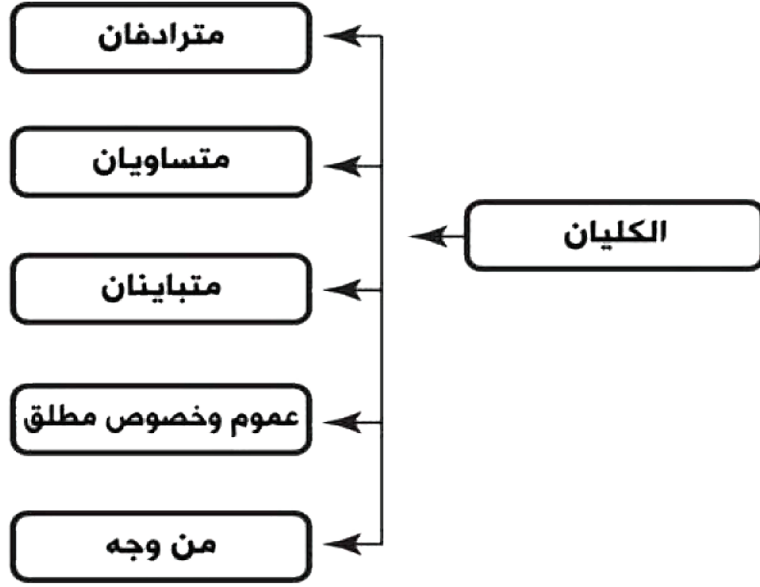 الكليان
مترادفان
متساويان
متباينان
عموم وخصوص مطلق
من وجه